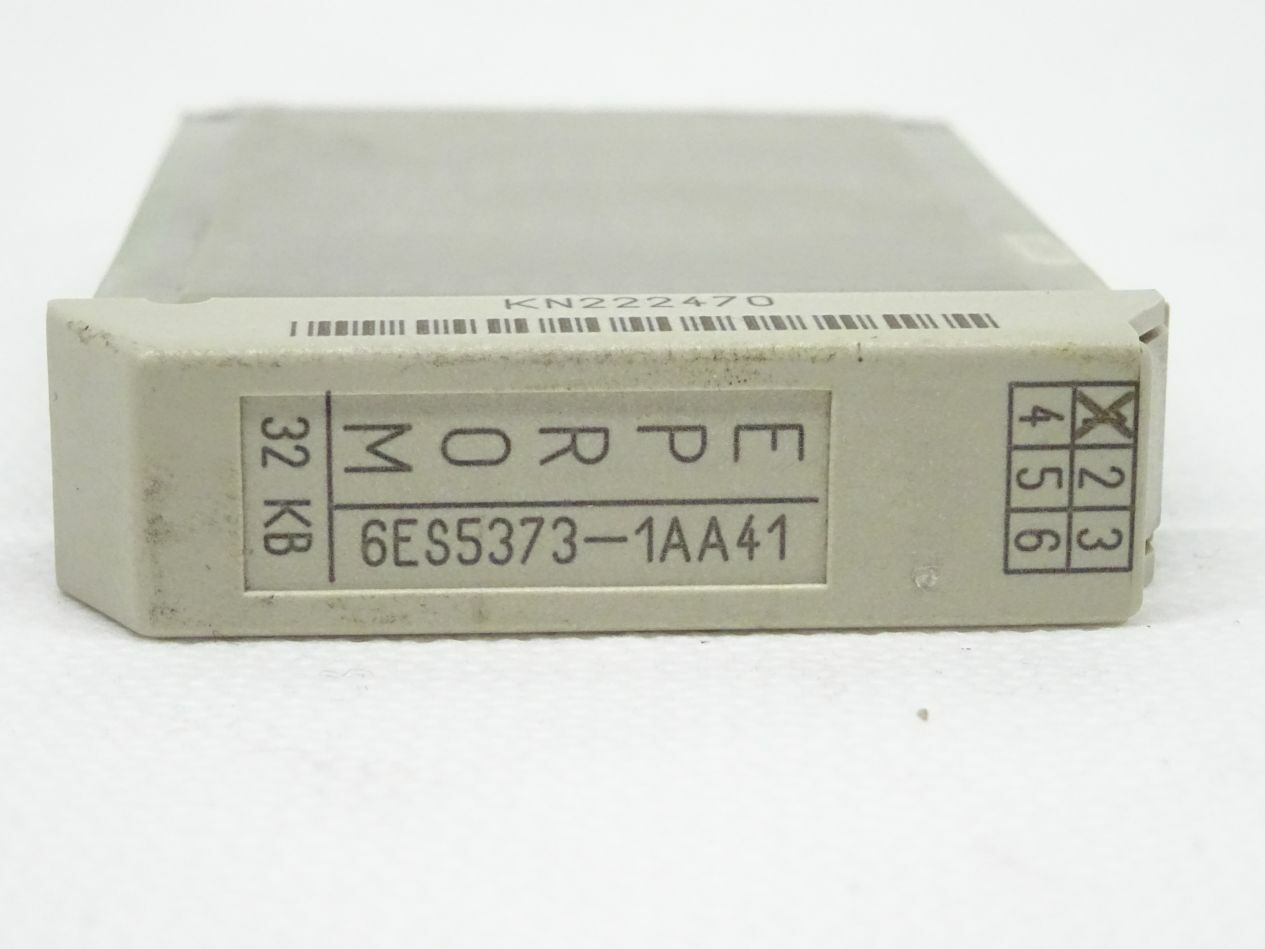 KN222470
EPROM
32 KB
6ES5373-1AA41
X 2 3
4 5 6